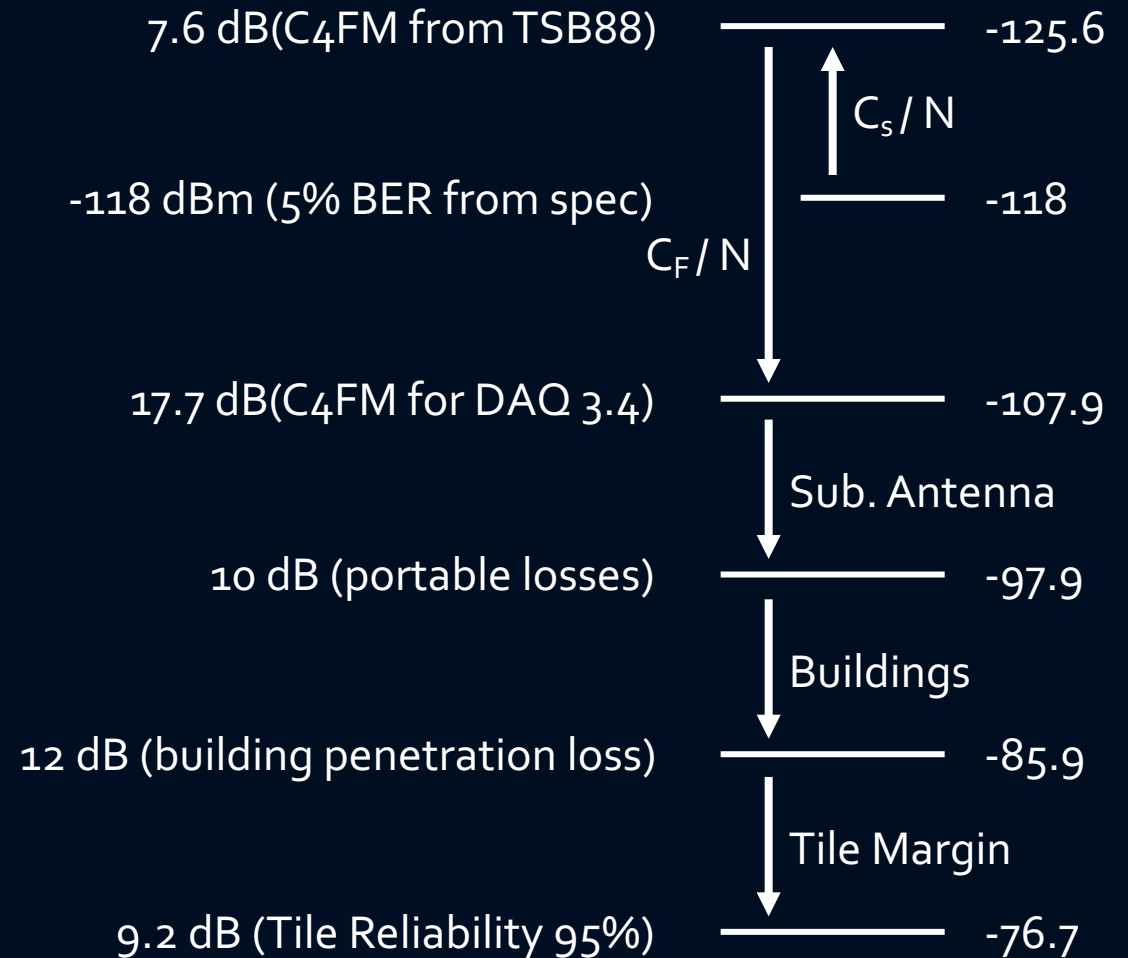 7.6 dB(C4FM from TSB88) -125.6
Cs / N
-118 dBm (5% BER from spec) -118
CF / N
17.7 dB(C4FM for DAQ 3.4) -107.9
Sub. Antenna
10 dB (portable losses) -97.9
Buildings
12 dB (building penetration loss) -85.9
Tile Margin
9.2 dB (Tile Reliability 95%) -76.7